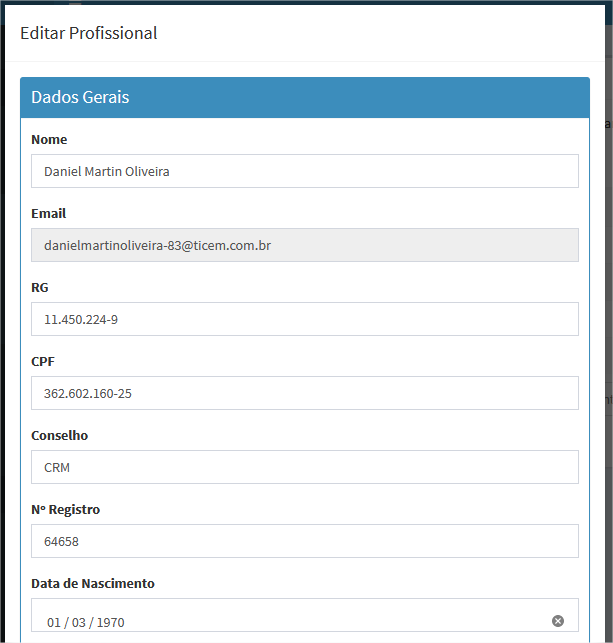 Editar Profissional
Dados Gerais
Nome
Daniel Martin Oliveira
Email
danielmartinoliveira-83@ticem.com.br
RG
11.450.224-9
CPF
362.602.160-25
Conselho
CRM
Nº Registro
64658
Data de Nascimento
01 / 03 / 1970